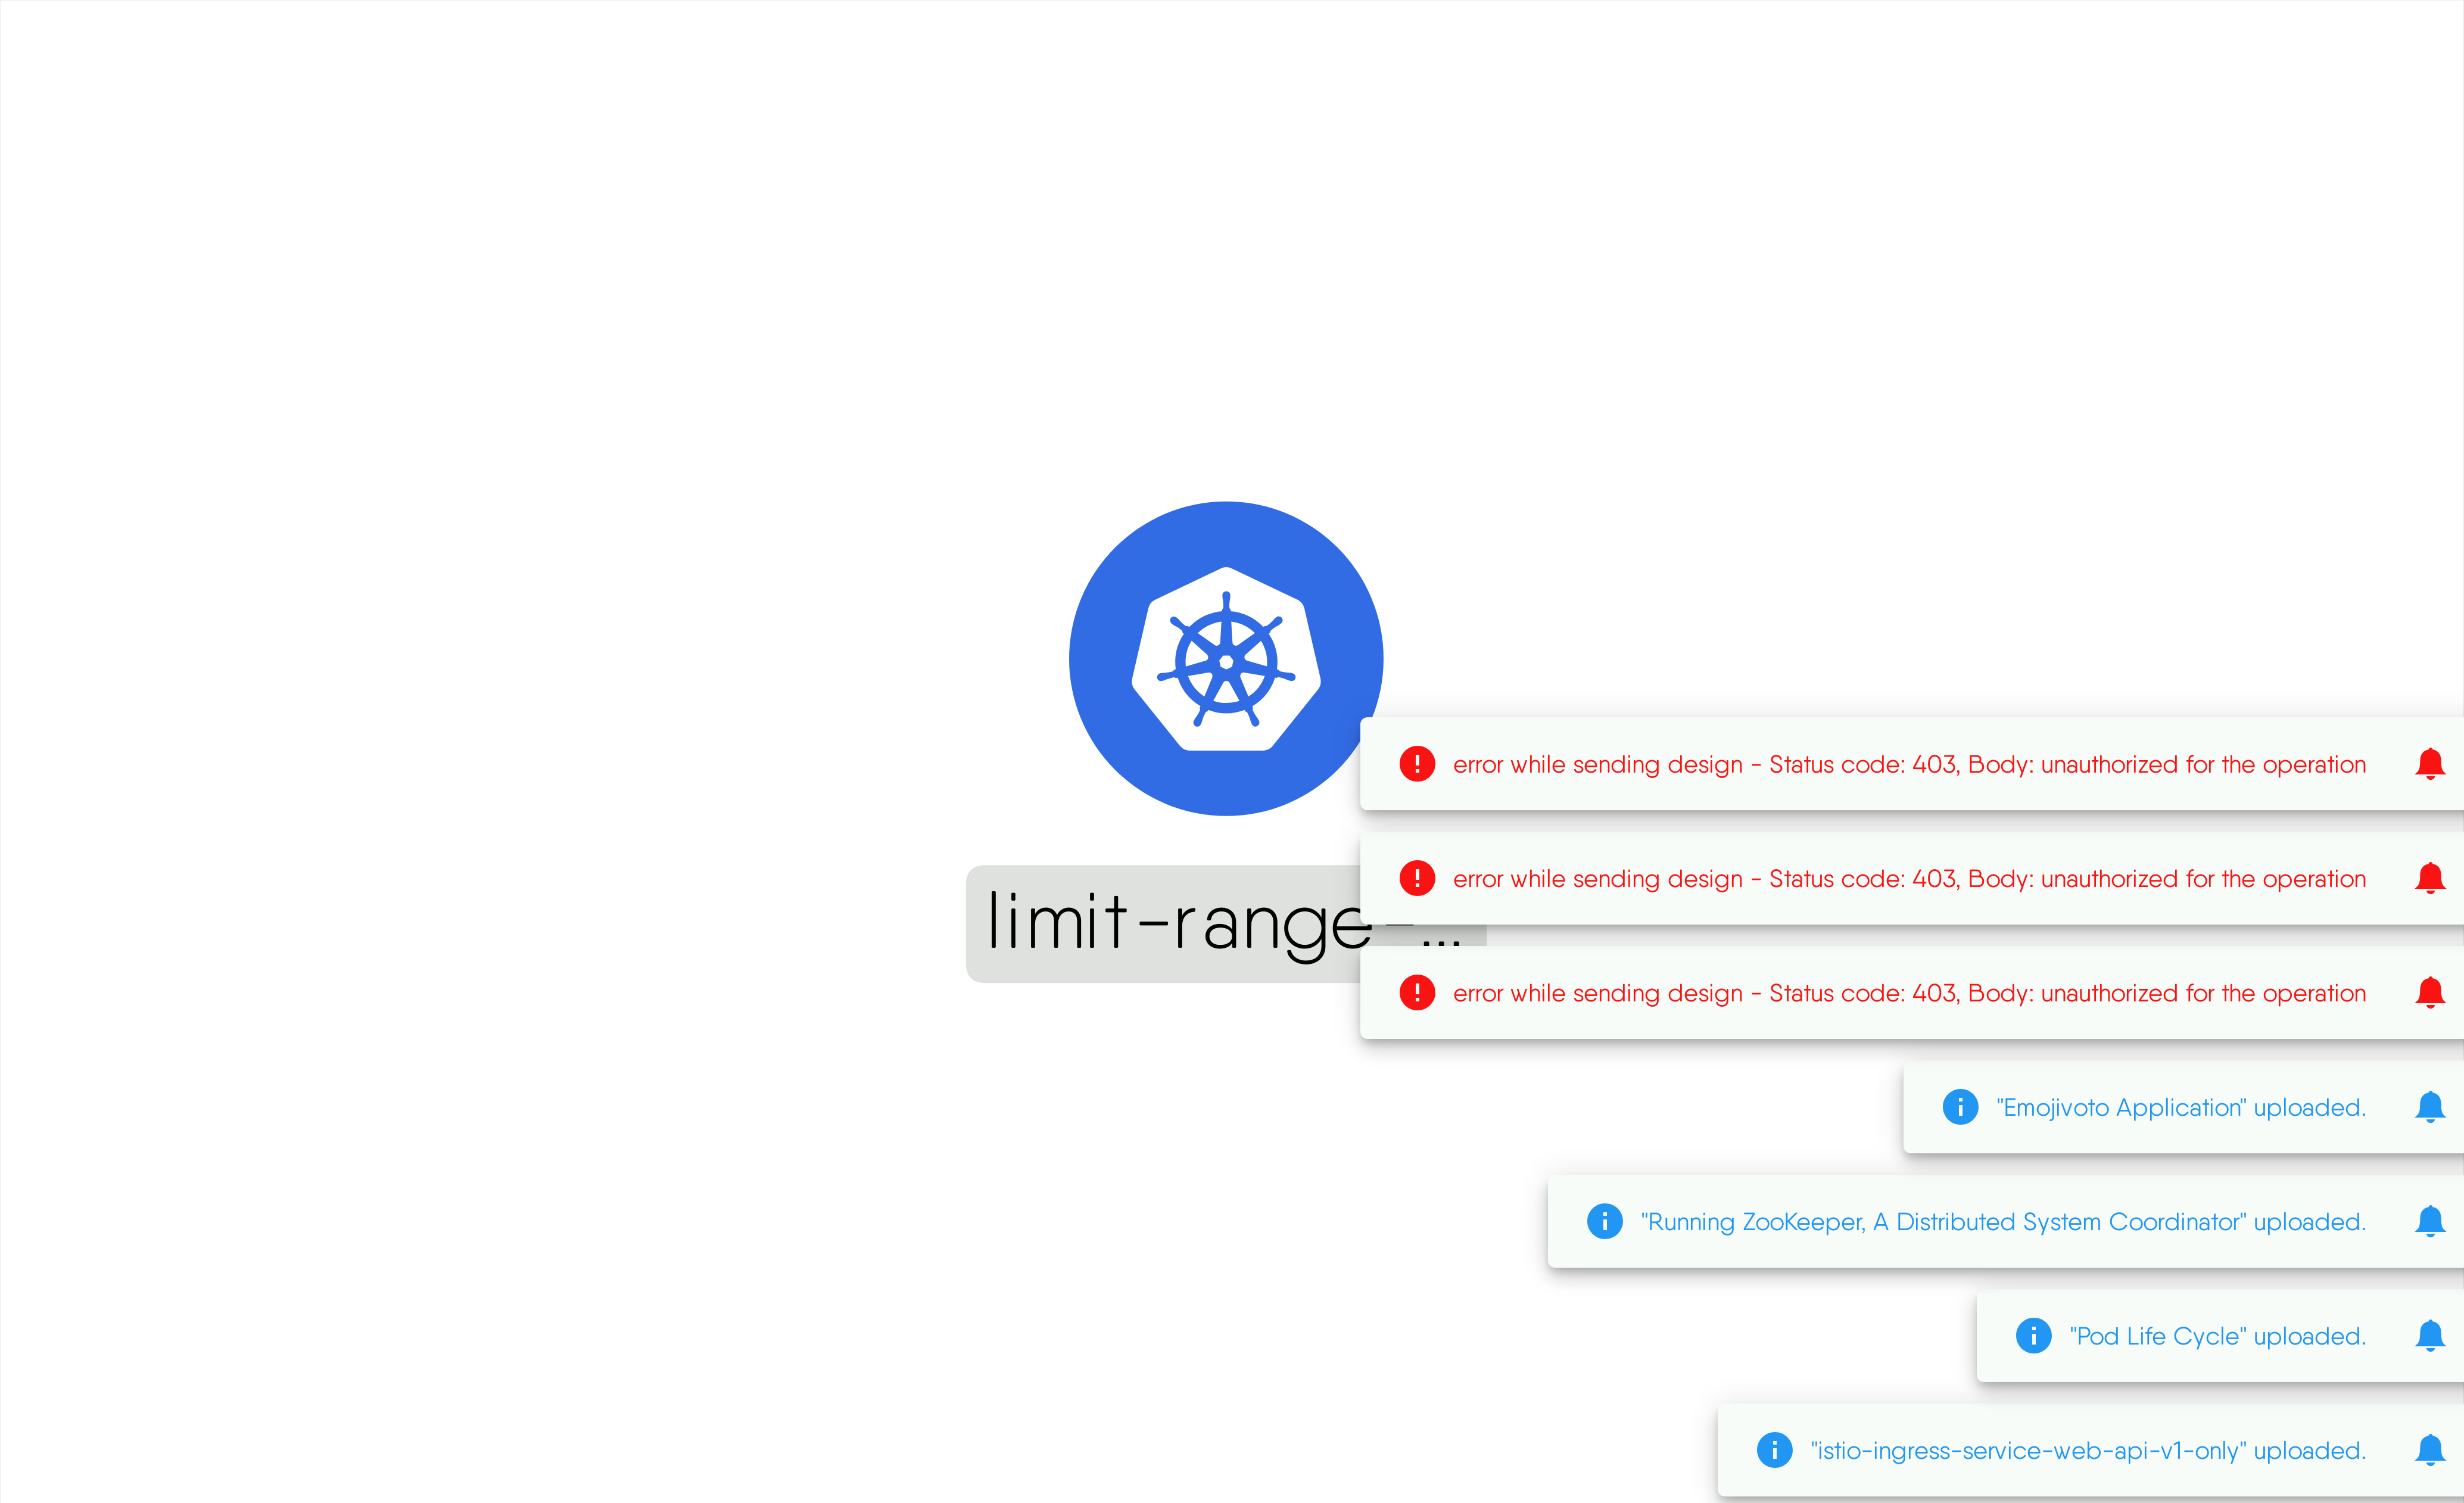 error while sending design - Status code: 403, Body: unauthorized for the operation
error while sending design - Status code: 403, Body: unauthorized for the operation
limit-range-...
error while sending design - Status code: 403, Body: unauthorized for the operation
"Emojivoto Application" uploaded.
"Running ZooKeeper, A Distributed System Coordinator" uploaded.
"Pod Life Cycle" uploaded.
"istio-ingress-service-web-api-v1-only" uploaded.